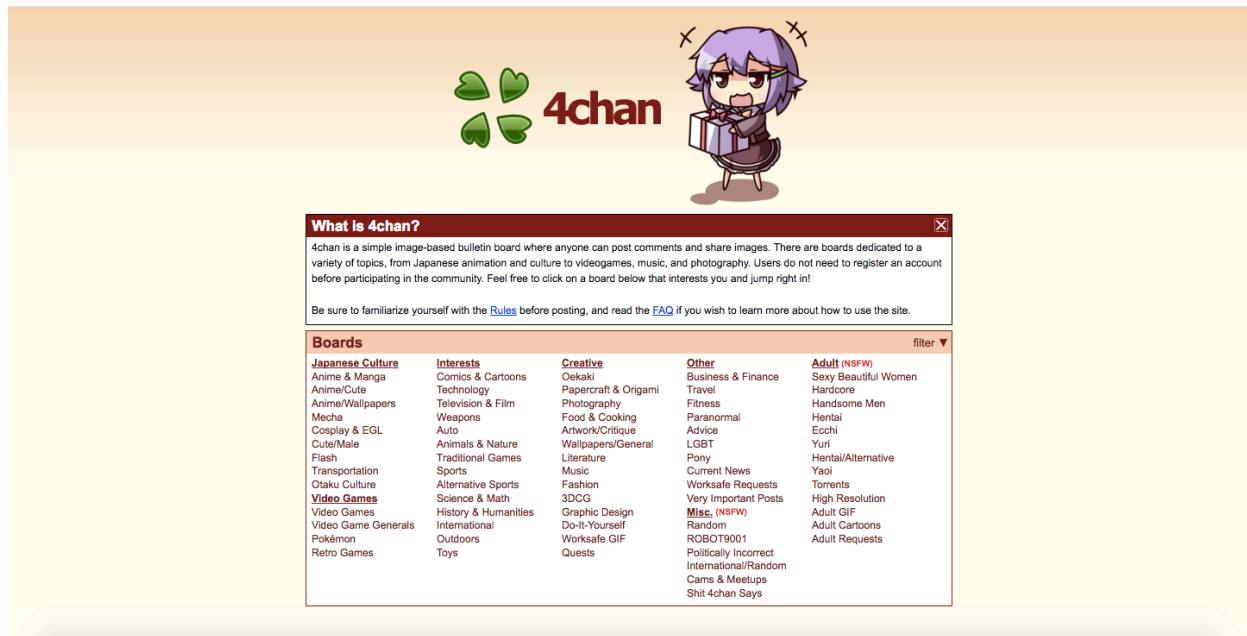 4chan
What is 4chan?
4chan is a simple image-based bulletin board where anyone can post comments and share images. There are boards dedicated to a
variety of topics, from Japanese animation and culture to videogames, music, and photography. Users do not need to register an account
before participating in the community. Feel free to click on a board below that interests you and jump right in!
Be sure to familiarize yourself with the Rules before posting, and read the FAQ if you wish to learn more about how to use the site.
Boards
filter ▼
Japanese Culture
Anime & Manga
Anime/Cute
Anime/Wallpapers
Mecha
Cosplay & EGL
Cute/Male
Flash
Transportation
Otaku Culture
Video Games
Video Games
Video Game Generals
Pokémon
Retro Games
Interests
Comics & Cartoons
Technology
Television & Film
Weapons
Auto
Animals & Nature
Traditional Games
Sports
Alternative Sports
Science & Math
History & Humanities
International
Outdoors
Toys
Creative
Oekaki
Papercraft & Origami
Photography
Food & Cooking
Artwork/Critique
Wallpapers/General
Literature
Music
Fashion
3DCG
Graphic Design
Do-It-Yourself
Worksafe GIF
Quests
Other
Business & Finance
Travel
Fitness
Paranormal
Advice
LGBT
Pony
Current News
Worksafe Requests
Very Important Posts
Misc. (NSFW)
Random
ROBOT9001
Politically Incorrect
International/Random
Cams & Meetups
Shit 4chan Says
Adult (NSFW)
Sexy Beautiful Women
Hardcore
Handsome Men
Hentai
Ecchi
Yuri
Hentai/Alternative
Yaoi
Torrents
High Resolution
Adult GIF
Adult Cartoons
Adult Requests